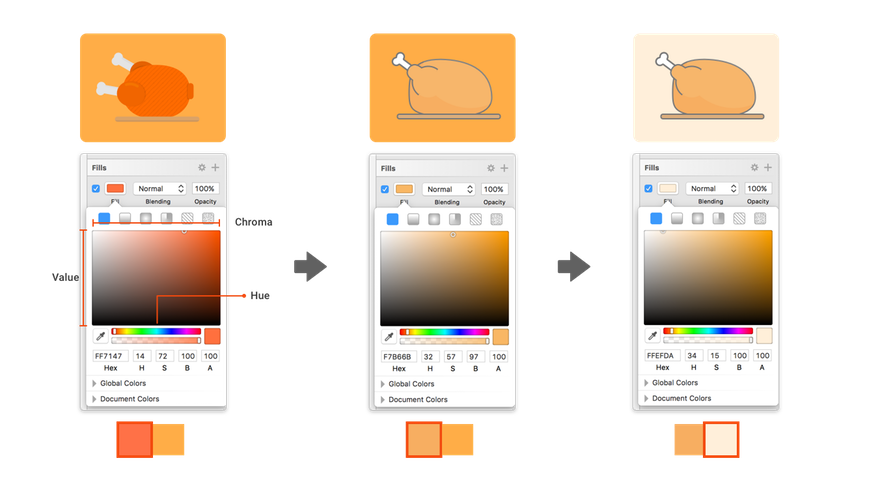 Fills
Normal
100%
Fill Blending Opacity
Chroma
Value
Hue
FF7147 14 72 100 100
Hex H S B A
Global Colors
Document Colors
Fills
Normal
100%
Fill Blending Opacity
F7B66B 32 57 97 100
Hex H S B A
Global Colors
Document Colors
Fills
Normal
100%
Blending Opacity
FFEFDA 34 15 100 100
Hex H S B A
Global Colors
Document Colors